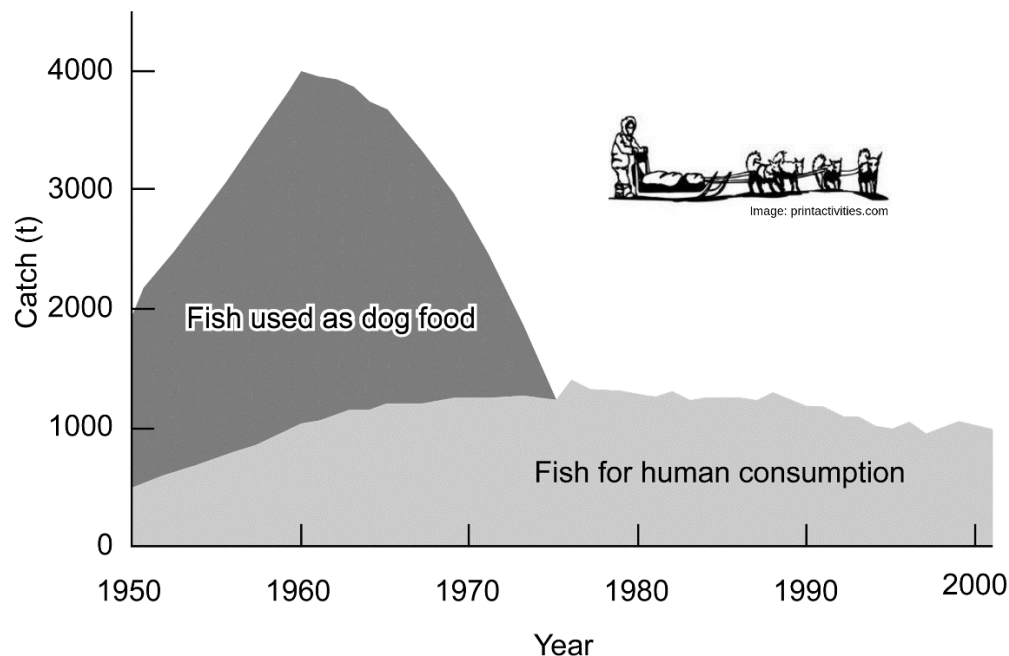 4000
3000
2000
1000
0
Catch (t)
Image: printactivities.com
Fish used as dog food
Fish for human consumption
1950 1960 1970 1980 1990 2000
Year